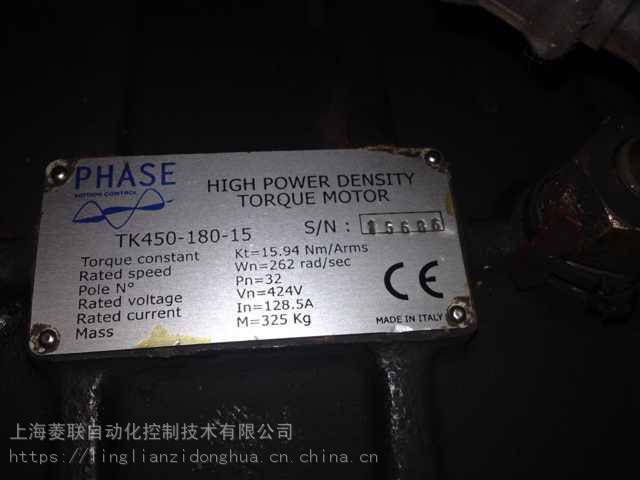 PHASE
MOTION CONTROL
HIGH POWER DENSITY
TORQUE MOTOR
TK450-180-15
S/N : 15686
Torque constant Kt=15.94 Nm/Arms
Rated speed Wn=262 rad/sec
Pole N° Pn=32
Rated voltage Vn=424V
Rated current In=128.5A
Mass M=325 Kg
CE
MADE IN ITALY
上海菱联自动化控制技术有限公司
https://linglianzidonghua.cn.china.cn